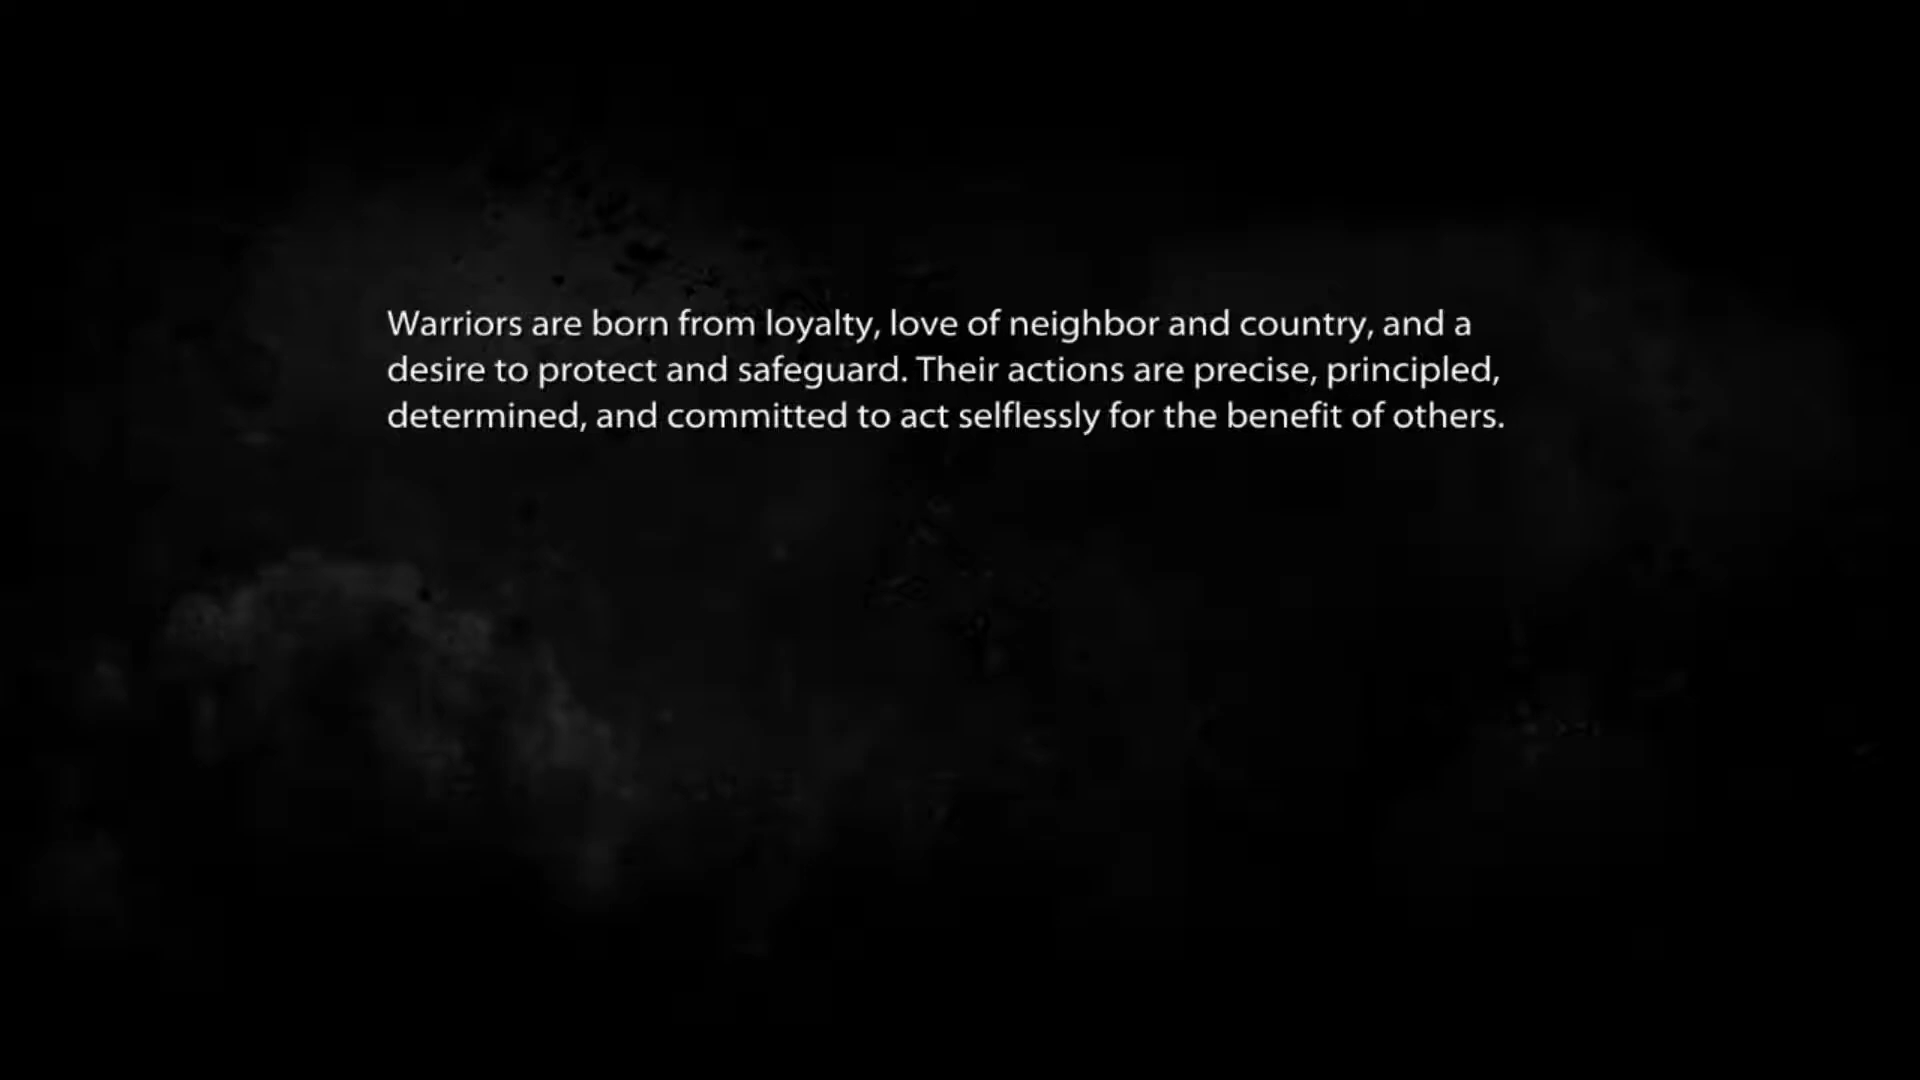 Warriors are born from loyalty, love of neighbor and country, and a
desire to protect and safeguard. Their actions are precise, principled,
determined, and committed to act selflessly for the benefit of others.